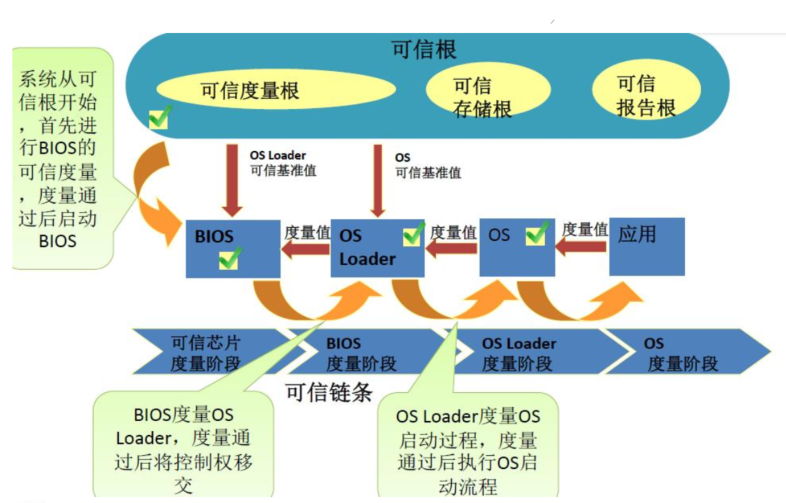 可信根
可信度量根
可信
存储根
可信
报告根
系统从可
信根开始
，首先进
行BIOS的
可信度量
，度量通
过后启动
BIOS
OS Loader
可信基准值
OS
可信基准值
BIOS
度量值
OS
Loader
度量值
OS
度量值
应用
可信芯片
度量阶段
BIOS
度量阶段
OS Loader
度量阶段
OS
度量阶段
可信链条
BIOS度量OS
Loader，度量通
过后将控制权移
交
OS Loader度量OS
启动过程，度量
通过后执行OS启
动流程